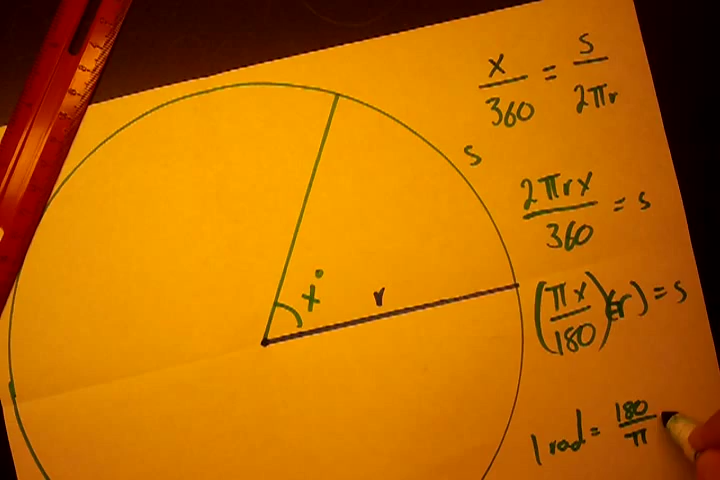 x/360 = s/2πr
s
2πrx/360 = s
x° r
(πx/180)(r) = s
1 rad = 180/π